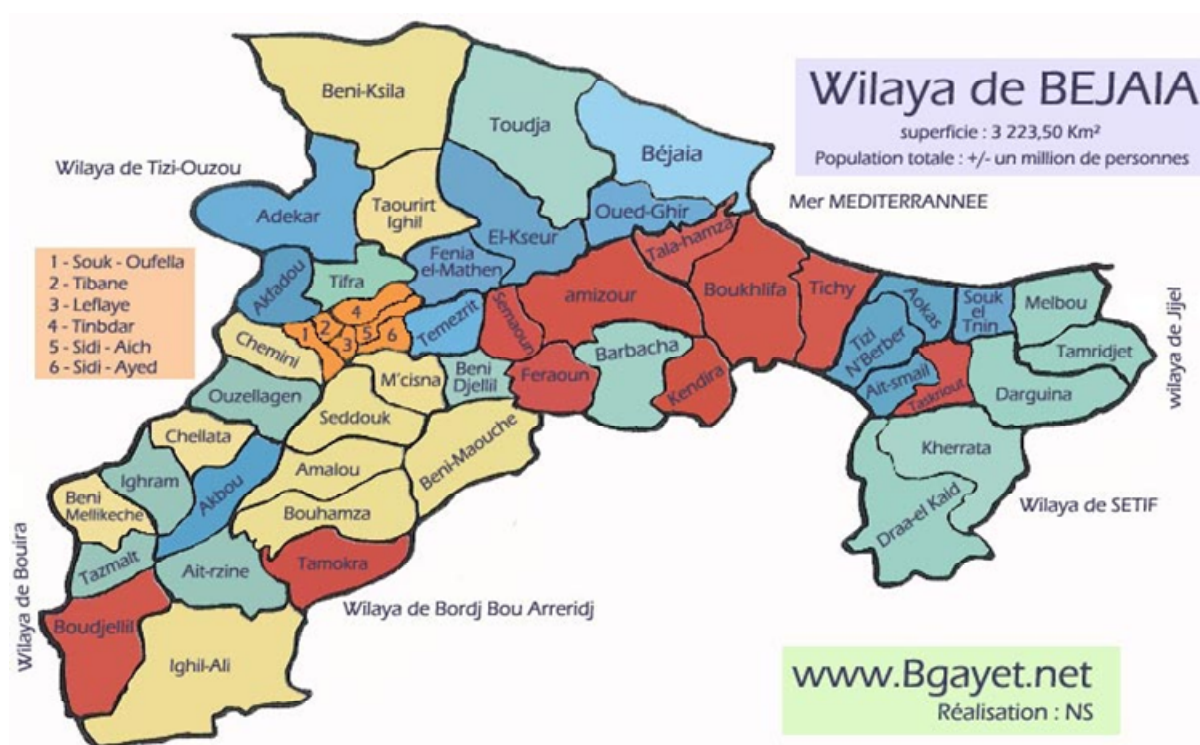 Wilaya de BEJAIA
superficie : 3 223,50 Km²
Population totale : +/- un million de personnes
Beni-Ksila
Toudja
Béjaia
Wilaya de Tizi-Ouzou
Mer MEDITERRANNEE
Adekar
Taourirt
Ighil
El-Kseur
Oued-Ghir
Tala-hamza
Fenia
el-Mathen
1 - Souk - Oufella
2 - Tibane
3 - Leflaye
4 - Tinbdar
5 - Sidi - Aich
6 - Sidi - Ayed
Akfadou
Tifra
1
2
3
4
5
6
Temezrit
Semaoun
amizour
Boukhlifa
Tichy
Aokas
Souk
el
Tnin
Melbou
wilaya de Jijel
Tizi
N'Berber
Tamridjet
Chemini
M'cisna
Beni
Djellil
Feraoun
Barbacha
Kendira
Ait-smail
Taskriout
Darguina
Ouzellagen
Seddouk
Chellata
Amalou
Beni-Maouche
Kherrata
Ighram
Akbou
Beni
Mellikeche
Bouhamza
Draa-el Kaid
Wilaya de SETIF
Wilaya de Bouira
Tazmalt
Ait-rzine
Tamokra
Wilaya de Bordj Bou Arreridj
Boudjellil
Ighil-Ali
www.Bgayet.net
Réalisation : NS